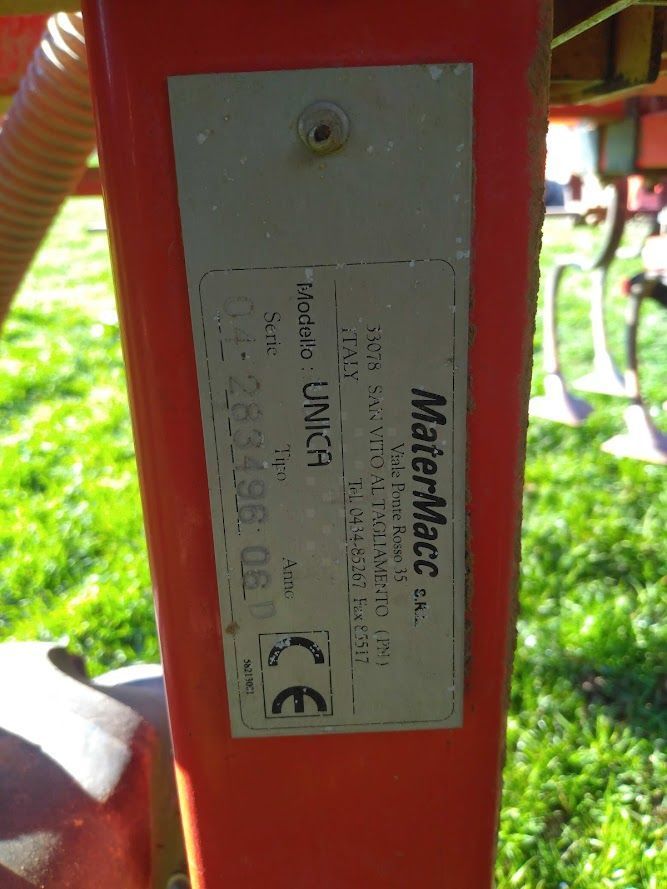 MaterMacc S.R.L.
Viale Ponte Rosso 35
33078 SAN VITO AL TAGLIAMENTO (PN)
ITALY Tel. 0434-85267 Fax 85517
Modello : UNICA
Serie Tipo Anno
04 283496 06 D
CE